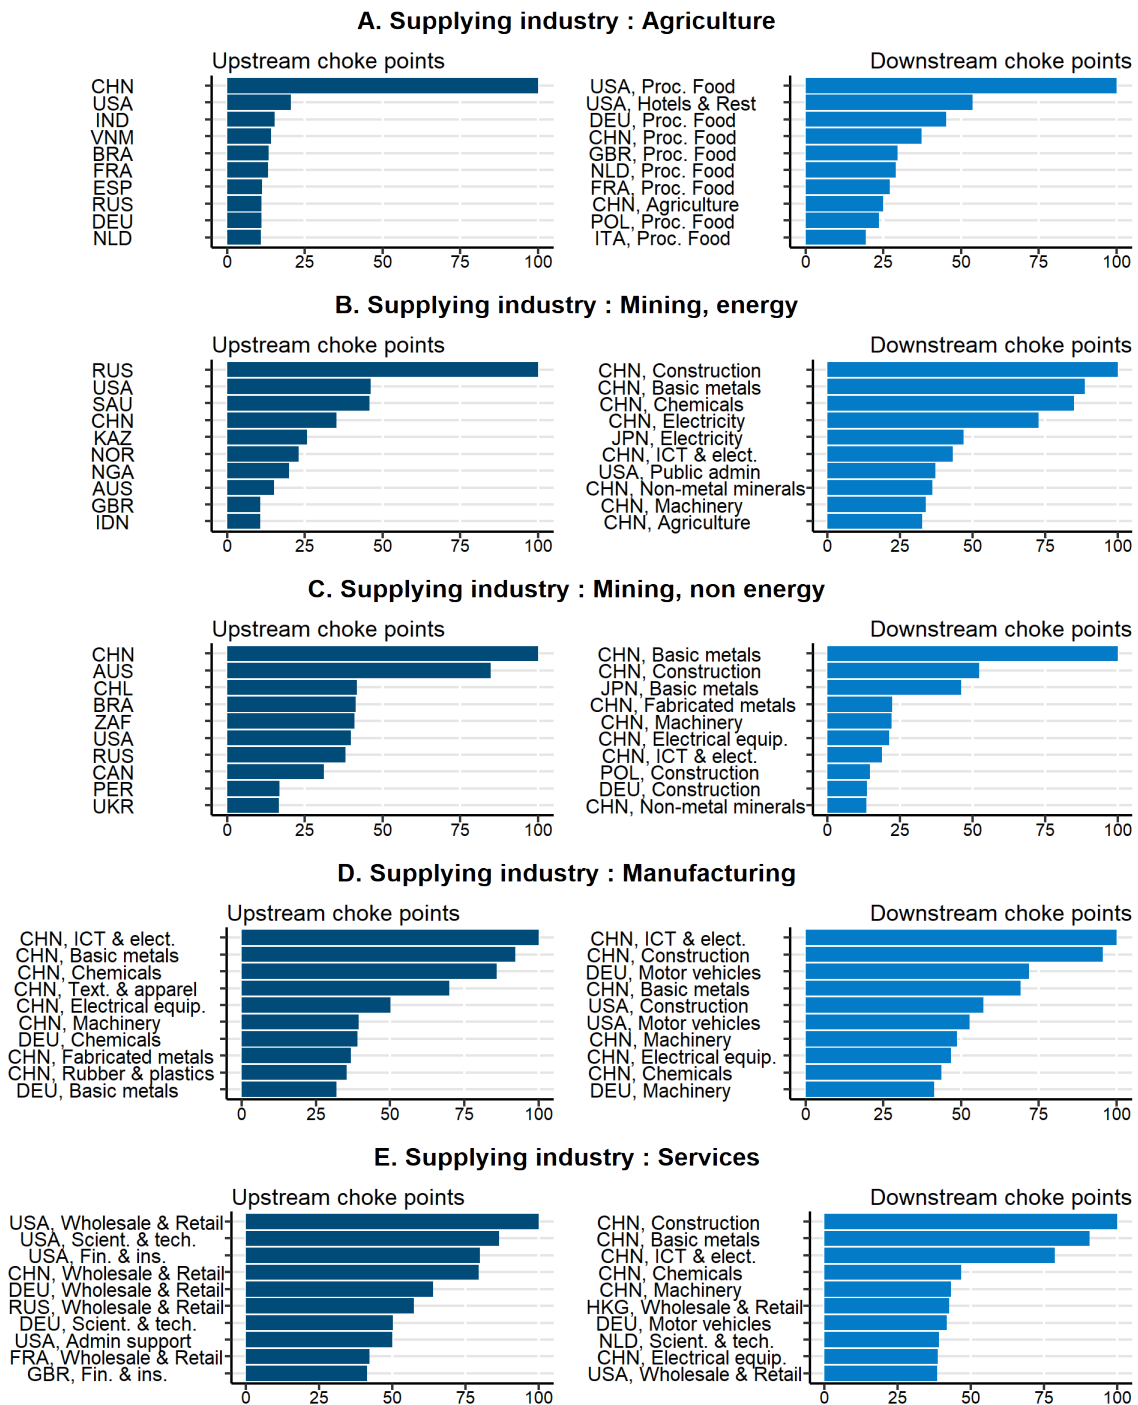 A. Supplying industry : Agriculture
Upstream choke points
CHN
USA
IND
VNM
BRA
FRA
ESP
RUS
DEU
NLD
0 25 50 75 100
Downstream choke points
USA, Proc. Food
USA, Hotels & Rest
DEU, Proc. Food
CHN, Proc. Food
GBR, Proc. Food
NLD, Proc. Food
FRA, Proc. Food
CHN, Agriculture
POL, Proc. Food
ITA, Proc. Food
0 25 50 75 100
B. Supplying industry : Mining, energy
Upstream choke points
RUS
USA
SAU
CHN
KAZ
NOR
NGA
AUS
GBR
IDN
0 25 50 75 100
Downstream choke points
CHN, Construction
CHN, Basic metals
CHN, Chemicals
CHN, Electricity
JPN, Electricity
CHN, ICT & elect.
USA, Public admin
CHN, Non-metal minerals
CHN, Machinery
CHN, Agriculture
0 25 50 75 100
C. Supplying industry : Mining, non energy
Upstream choke points
CHN
AUS
CHL
BRA
ZAF
USA
RUS
CAN
PER
UKR
0 25 50 75 100
Downstream choke points
CHN, Basic metals
CHN, Construction
JPN, Basic metals
CHN, Fabricated metals
CHN, Machinery
CHN, Electrical equip.
CHN, ICT & elect.
POL, Construction
DEU, Construction
CHN, Non-metal minerals
0 25 50 75 100
D. Supplying industry : Manufacturing
Upstream choke points
CHN, ICT & elect.
CHN, Basic metals
CHN, Chemicals
CHN, Text. & apparel
CHN, Electrical equip.
CHN, Machinery
DEU, Chemicals
CHN, Fabricated metals
CHN, Rubber & plastics
DEU, Basic metals
0 25 50 75 100
Downstream choke points
CHN, ICT & elect.
CHN, Construction
DEU, Motor vehicles
CHN, Basic metals
USA, Construction
USA, Motor vehicles
CHN, Machinery
CHN, Electrical equip.
CHN, Chemicals
DEU, Machinery
0 25 50 75 100
E. Supplying industry : Services
Upstream choke points
USA, Wholesale & Retail
USA, Scient. & tech.
USA, Fin. & ins.
CHN, Wholesale & Retail
DEU, Wholesale & Retail
RUS, Wholesale & Retail
DEU, Scient. & tech.
USA, Admin support
FRA, Wholesale & Retail
GBR, Fin. & ins.
0 25 50 75 100
Downstream choke points
CHN, Construction
CHN, Basic metals
CHN, ICT & elect.
CHN, Chemicals
CHN, Machinery
HKG, Wholesale & Retail
DEU, Motor vehicles
NLD, Scient. & tech.
CHN, Electrical equip.
USA, Wholesale & Retail
0 25 50 75 100